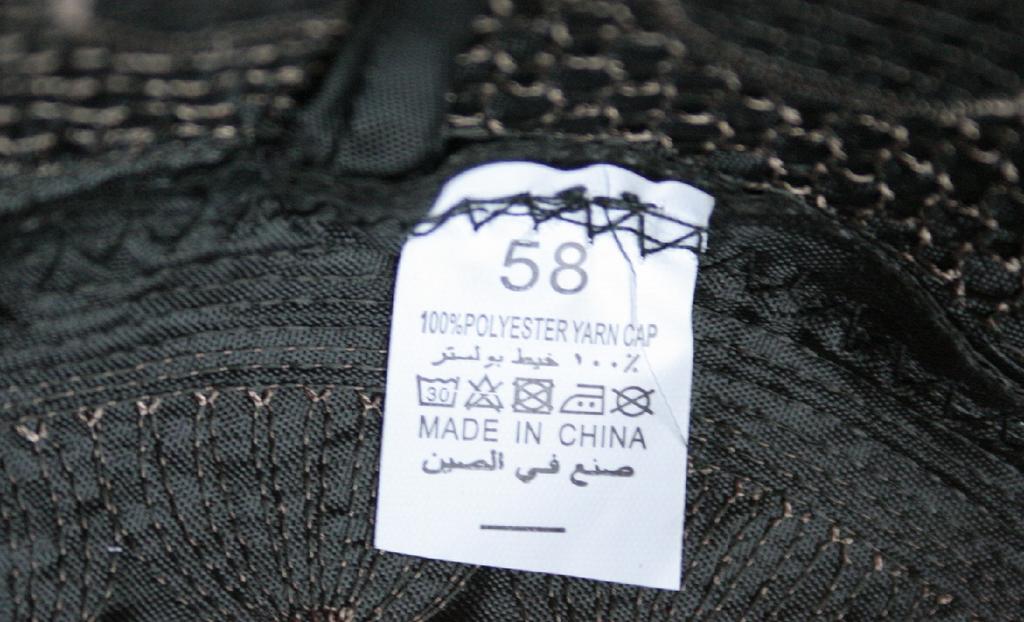 58
100%POLYESTER YARN CAP
٪١٠٠ خيط بولستر
30
MADE IN CHINA
صنع في الصين